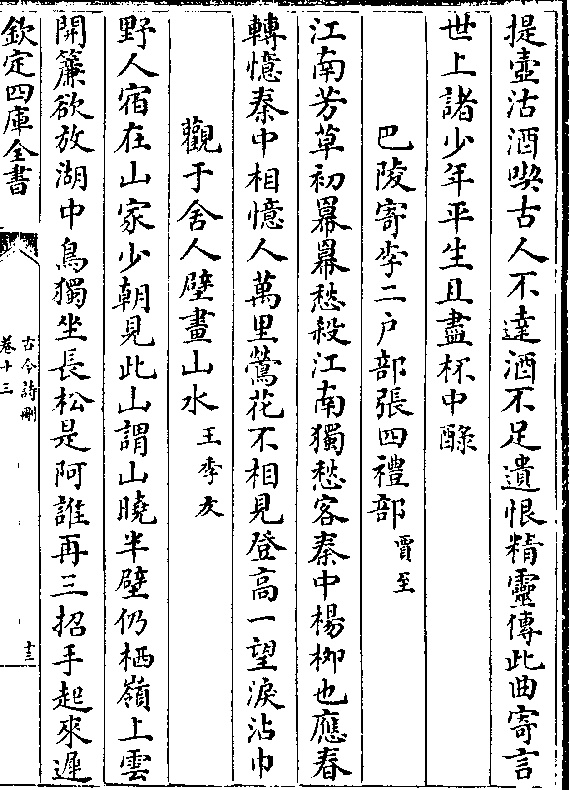 提壺沽酒喫古人不達酒不足遺恨精靈傳此曲寄言
世上諸少年平生且盡杯中醁
巴陵寄李二户部張四禮部 賈至
江南芳草初羃羃愁殺江南獨愁客秦中楊栁也應春
轉憶秦中相憶人萬里鶯花不相見登高一望淚沾巾
觀于舍人壁畫山水 王季友
野人宿在山家少朝見此山謂山曉半壁仍栖嶺上雲
開簾欲放湖中鳥獨坐長松是阿誰再三招手起來遲
欽定四庫全書
古今詩刪
卷十三
十三